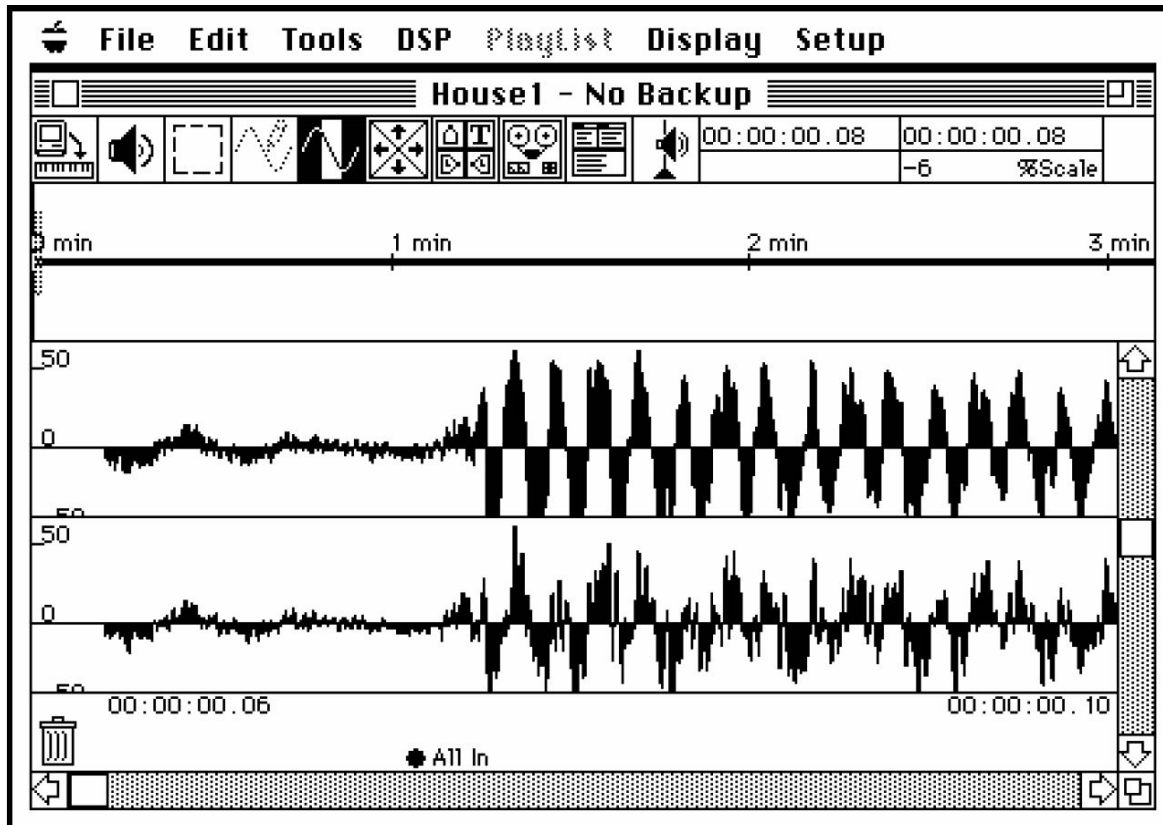 File Edit Tools DSP PlayList Display Setup
House1 - No Backup
T
00:00:00.08 00:00:00.08
-6 %Scale
0 min 1 min 2 min 3 min
50
0
-50
50
0
-50
00:00:00.06 00:00:00.10
All In